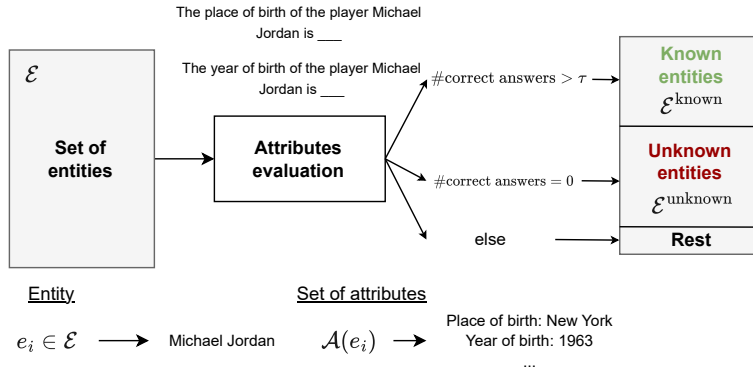 The place of birth of the player Michael
Jordan is ___
The year of birth of the player Michael
Jordan is ___
ℰ
Set of
entities
Attributes
evaluation
#correct answers > τ
#correct answers = 0
else
Known
entities
ℰ^known
Unknown
entities
ℰ^unknown
Rest
Entity
e_i ∈ ℰ
Michael Jordan
Set of attributes
𝒜(e_i)
Place of birth: New York
Year of birth: 1963
...